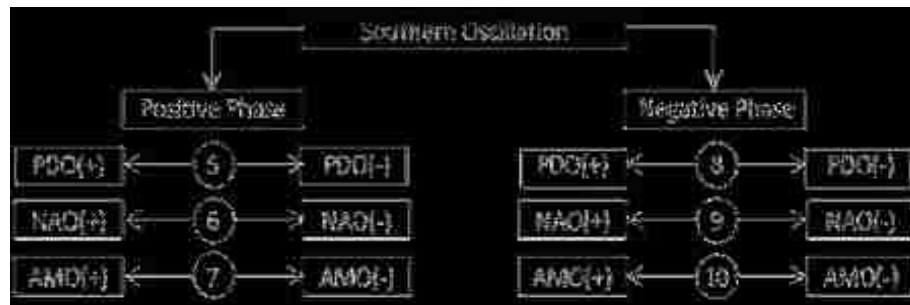 Southern Oscillation
Positive Phase Negative Phase
PDO(+) 5 PDO(-) PDO(+) 8 PDO(-)
NAO(+) 6 NAO(-) NAO(+) 9 NAO(-)
AMO(+) 7 AMO(-) AMO(+) 10 AMO(-)